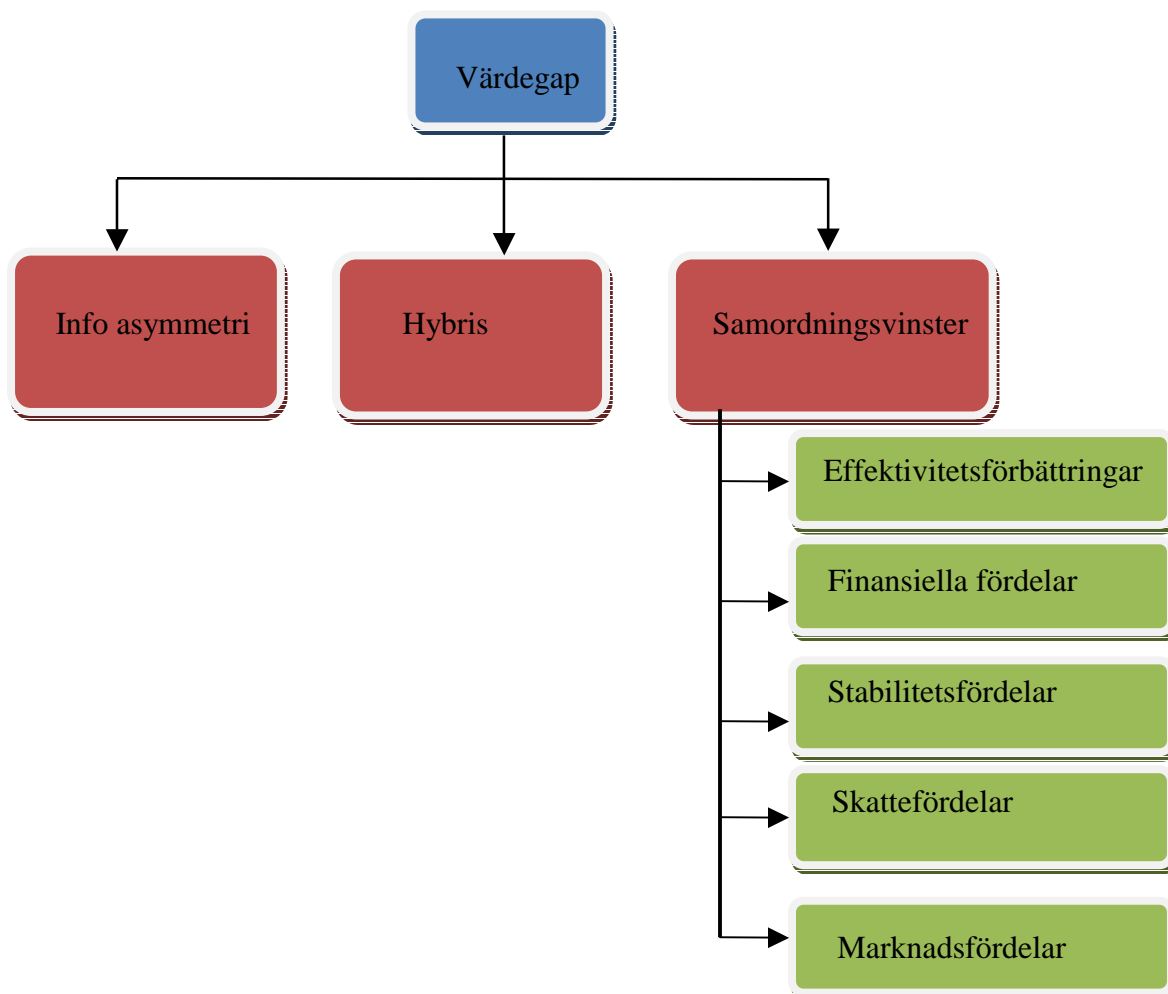 Värdegap
Info asymmetri
Hybris
Samordningsvinster
Effektivitetsförbättringar
Finansiella fördelar
Stabilitetsfördelar
Skattefördelar
Marknadsfördelar